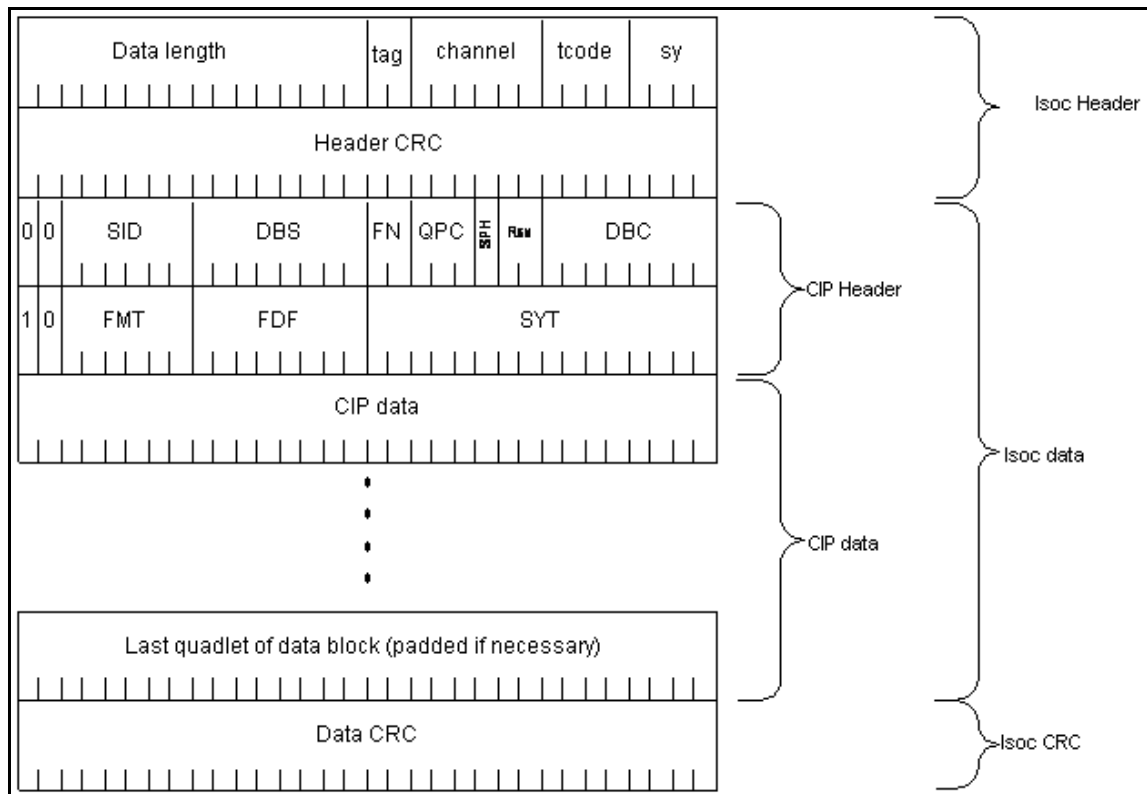 Data length tag channel tcode sy
Isoc Header
Header CRC
0 0 SID DBS FN QPC SPH Rsv DBC
CIP Header
1 0 FMT FDF SYT
CIP data
Isoc data
CIP data
Last quadlet of data block (padded if necessary)
Data CRC
Isoc CRC